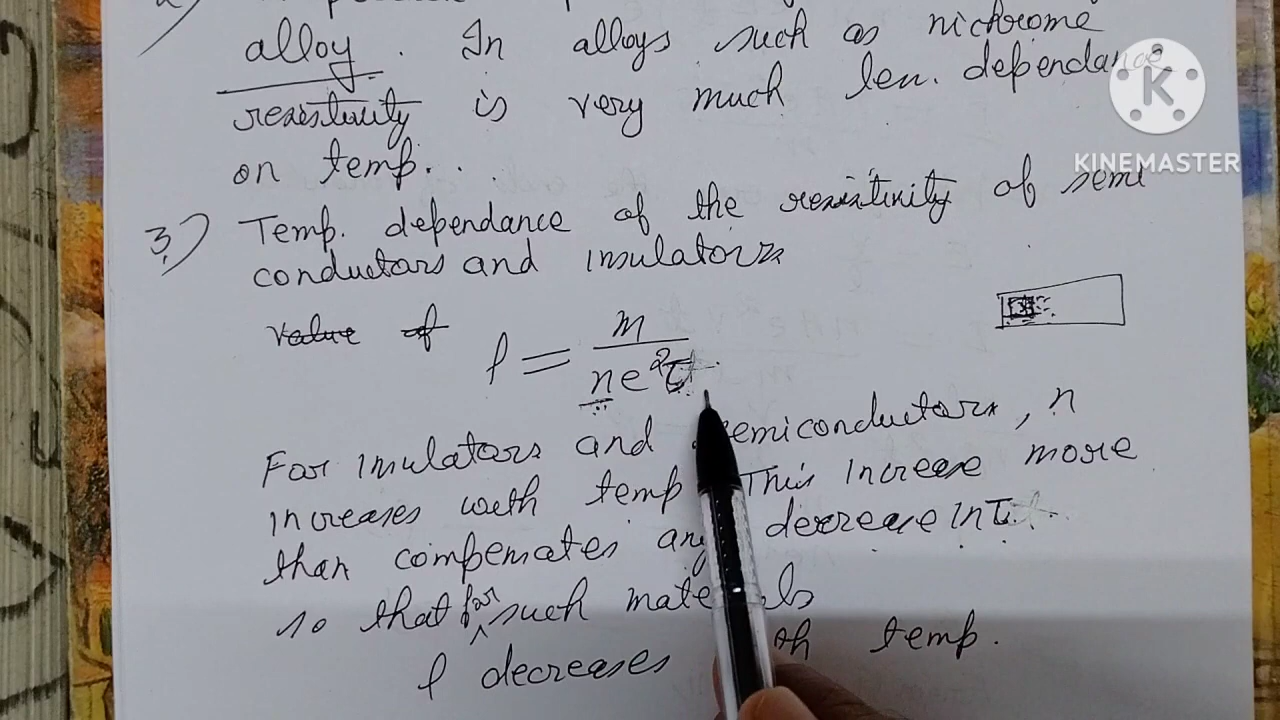 2)
alloy. In alloys such as nichrome
resistivity is very much less. dependance
on temp...
KINEMASTER
3.) Temp. dependance of the resistivity of semi
conductors and insulators
Value of
ρ = m / ne²τ
For insulators and semiconductors, n
increases with temp This increase more
than compensates any decrease in τ.
so that for such materials
ρ decreases th temp.